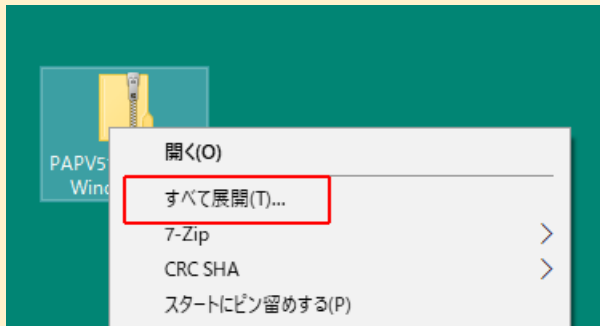 PAPV5
Wind
開く(O)
すべて展開(T)...
7-Zip
CRC SHA
スタートにピン留めする(P)